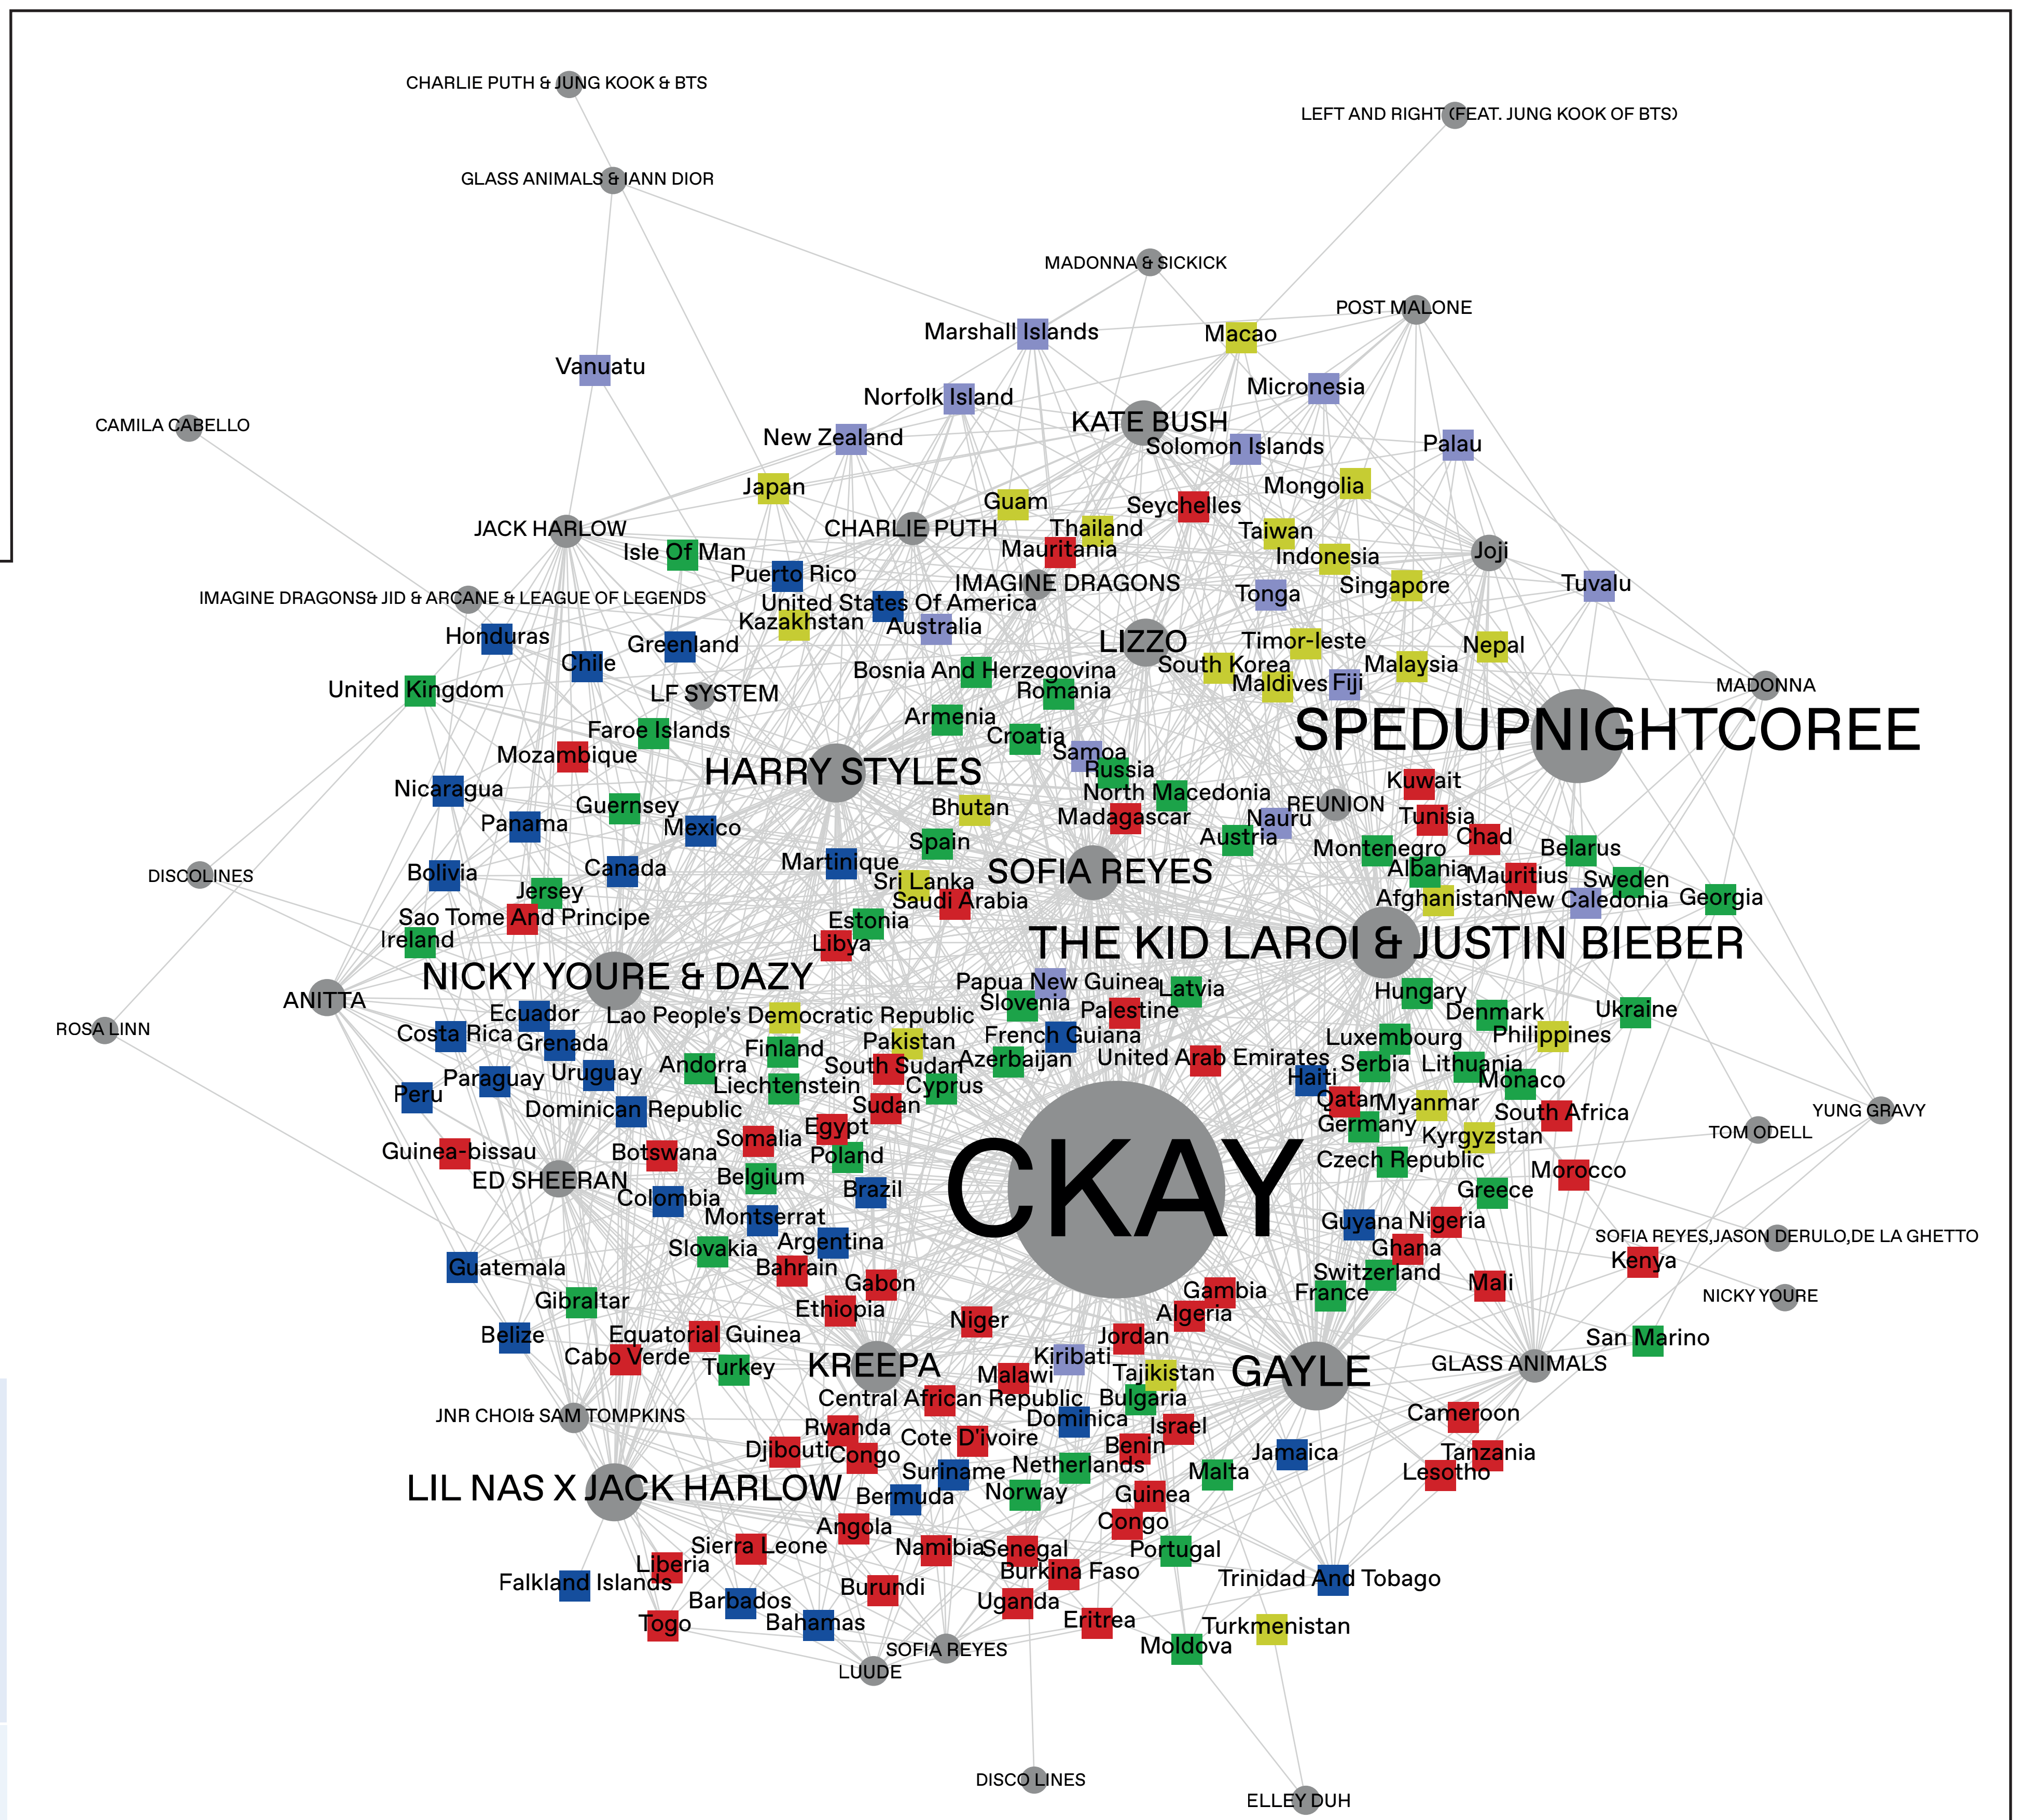 CHARLIE PUTH & JUNG KOOK & BTS
LEFT AND RIGHT (FEAT. JUNG KOOK OF BTS)
GLASS ANIMALS & IANN DIOR
MADONNA & SICKICK
POST MALONE
Marshall Islands
Macao
Vanuatu
Micronesia
Norfolk Island
CAMILA CABELLO
KATE BUSH
New Zealand
Solomon Islands
Palau
Japan
Mongolia
Guam
Seychelles
JACK HARLOW
CHARLIE PUTH
Thailand
Taiwan
Isle Of Man
Mauritania
Indonesia
Joji
Puerto Rico
IMAGINE DRAGONS
Singapore
Tuvalu
IMAGINE DRAGONS& JID & ARCANE & LEAGUE OF LEGENDS
United States Of America
Tonga
Kazakhstan
Australia
Honduras
Greenland
LIZZO
Timor-leste
Nepal
Chile
Bosnia And Herzegovina
South Korea
Malaysia
United Kingdom
LF SYSTEM
Romania
Maldives
Fiji
MADONNA
Armenia
Faroe Islands
Croatia
SPEDUPNIGHTCOREE
Mozambique
Samoa
HARRY STYLES
Russia
Kuwait
Nicaragua
North Macedonia
Guernsey
Bhutan
REUNION
Panama
Mexico
Madagascar
Nauru
Tunisia
Spain
Austria
Chad
Montenegro
Belarus
Martinique
DISCOLINES
Bolivia
Canada
SOFIA REYES
Albania
Mauritius
Sweden
Jersey
Sri Lanka
Saudi Arabia
Afghanistan
New Caledonia
Georgia
Sao Tome And Principe
Estonia
Ireland
Libya
THE KID LAROI & JUSTIN BIEBER
NICKY YOURE & DAZY
Papua New Guinea
Latvia
Hungary
ANITTA
Slovenia
Palestine
Denmark
Ukraine
Ecuador
Lao People's Democratic Republic
ROSA LINN
Costa Rica
Grenada
Pakistan
French Guiana
Luxembourg
Philippines
Finland
Andorra
South Sudan
Azerbaijan
United Arab Emirates
Serbia
Lithuania
Peru
Paraguay
Uruguay
Liechtenstein
Cyprus
Haiti
Monaco
Dominican Republic
Sudan
Qatar
Myanmar
South Africa
YUNG GRAVY
Guinea-bissau
Somalia
Egypt
Germany
Kyrgyzstan
TOM ODELL
Botswana
Poland
Czech Republic
Morocco
ED SHEERAN
Belgium
CKAY
Colombia
Brazil
Greece
Montserrat
Guyana
Nigeria
SOFIA REYES,JASON DERULO,DE LA GHETTO
Slovakia
Argentina
Ghana
Kenya
Guatemala
Bahrain
Gabon
Switzerland
Mali
Gibraltar
Ethiopia
Gambia
France
NICKY YOURE
Belize
Equatorial Guinea
Niger
Algeria
Jordan
San Marino
Cabo Verde
Turkey
KREEPA
Kiribati
Malawi
Tajikistan
GAYLE
GLASS ANIMALS
Central African Republic
Bulgaria
JNR CHOI& SAM TOMPKINS
Rwanda
Dominica
Israel
Cameroon
Djibouti
Congo
Cote D'ivoire
Benin
Jamaica
Tanzania
Suriname
Netherlands
Malta
Lesotho
LIL NAS X JACK HARLOW
Bermuda
Norway
Guinea
Angola
Congo
Sierra Leone
Namibia
Senegal
Portugal
Liberia
Burkina Faso
Falkland Islands
Burundi
Trinidad And Tobago
Barbados
Uganda
Togo
Bahamas
Eritrea
Turkmenistan
SOFIA REYES
Moldova
LUUDE
DISCO LINES
ELLEY DUH